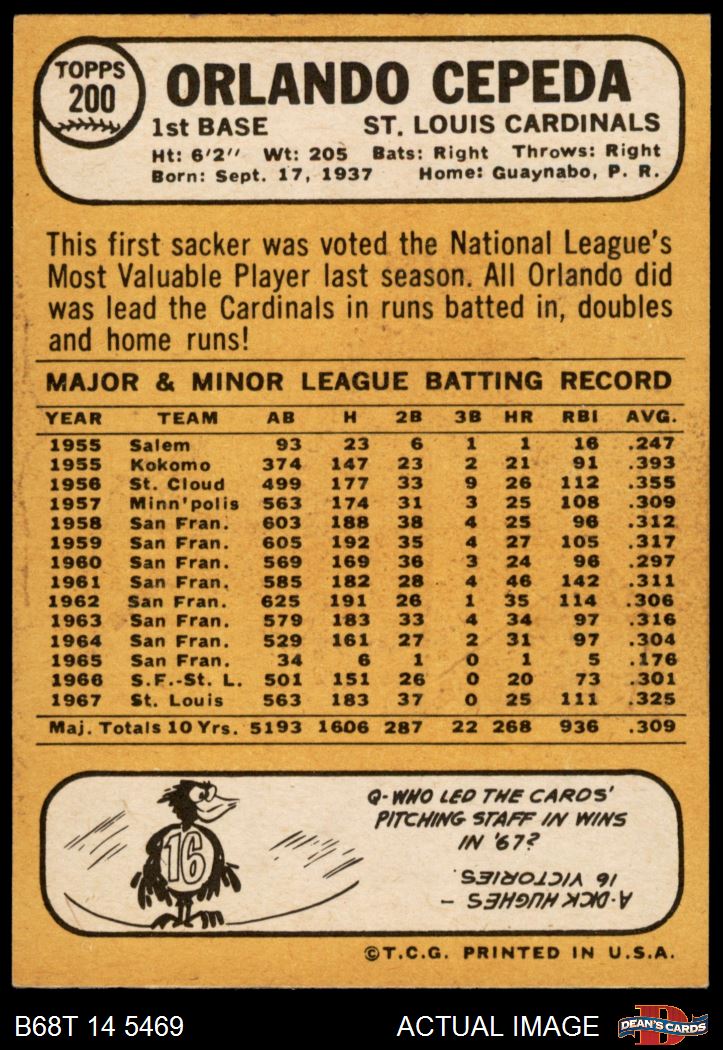 TOPPS
200
ORLANDO CEPEDA
1st BASE ST. LOUIS CARDINALS
Ht: 6'2" Wt: 205 Bats: Right Throws: Right
Born: Sept. 17, 1937 Home: Guaynabo, P. R.
This first sacker was voted the National League's
Most Valuable Player last season. All Orlando did
was lead the Cardinals in runs batted in, doubles
and home runs!
MAJOR & MINOR LEAGUE BATTING RECORD
YEAR TEAM AB H 2B 3B HR RBI AVG.
1955 Salem 93 23 6 1 1 16 .247
1955 Kokomo 374 147 23 2 21 91 .393
1956 St. Cloud 499 177 33 9 26 112 .355
1957 Minn'polis 563 174 31 3 25 108 .309
1958 San Fran. 603 188 38 4 25 96 .312
1959 San Fran. 605 192 35 4 27 105 .317
1960 San Fran. 569 169 36 3 24 96 .297
1961 San Fran. 585 182 28 4 46 142 .311
1962 San Fran. 625 191 26 1 35 114 .306
1963 San Fran. 579 183 33 4 34 97 .316
1964 San Fran. 529 161 27 2 31 97 .304
1965 San Fran. 34 6 1 0 1 5 .176
1966 S.F.-St. L. 501 151 26 0 20 73 .301
1967 St. Louis 563 183 37 0 25 111 .325
Maj. Totals 10 Yrs. 5193 1606 287 22 268 936 .309
16
Q-WHO LED THE CARDS'
PITCHING STAFF IN WINS
IN '67?
A-DICK HUGHES -
16 VICTORIES
©T.C.G. PRINTED IN U.S.A.
B68T 14 5469 ACTUAL IMAGE
D
DEAN'S CARDS